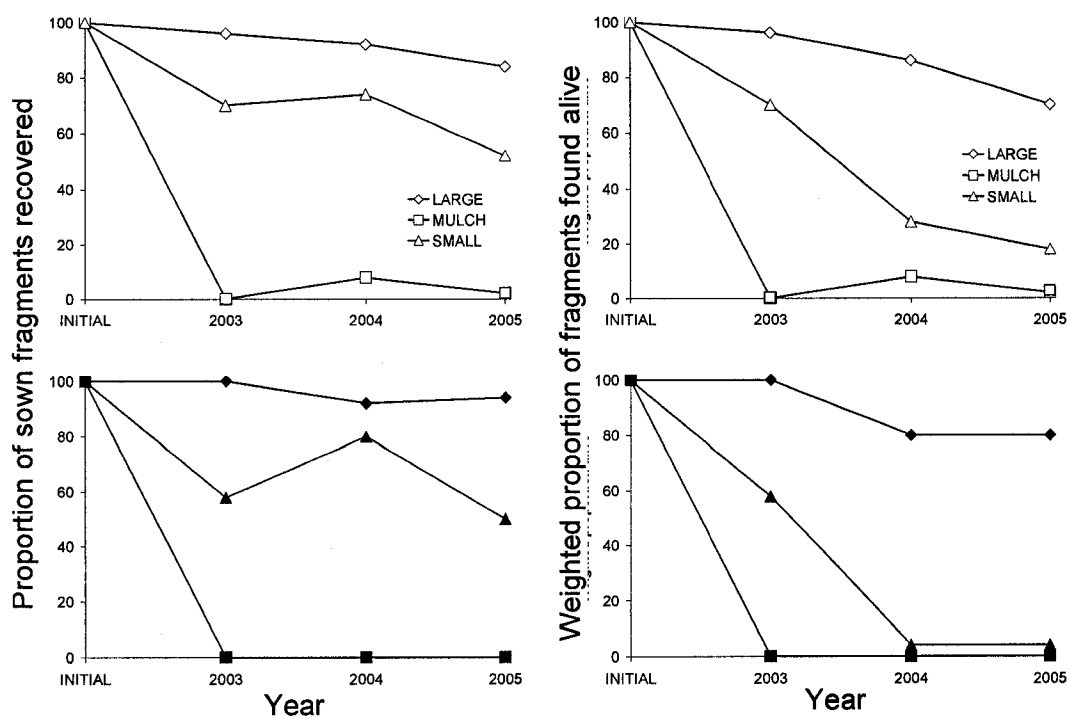 Proportion of sown fragments recovered
100
80
60
40
20
0
INITIAL 2003 2004 2005
LARGE
MULCH
SMALL
Weighted proportion of fragments found alive
100
80
60
40
20
0
INITIAL 2003 2004 2005
LARGE
MULCH
SMALL
100
80
60
40
20
0
INITIAL 2003 2004 2005
Year
100
80
60
40
20
0
INITIAL 2003 2004 2005
Year